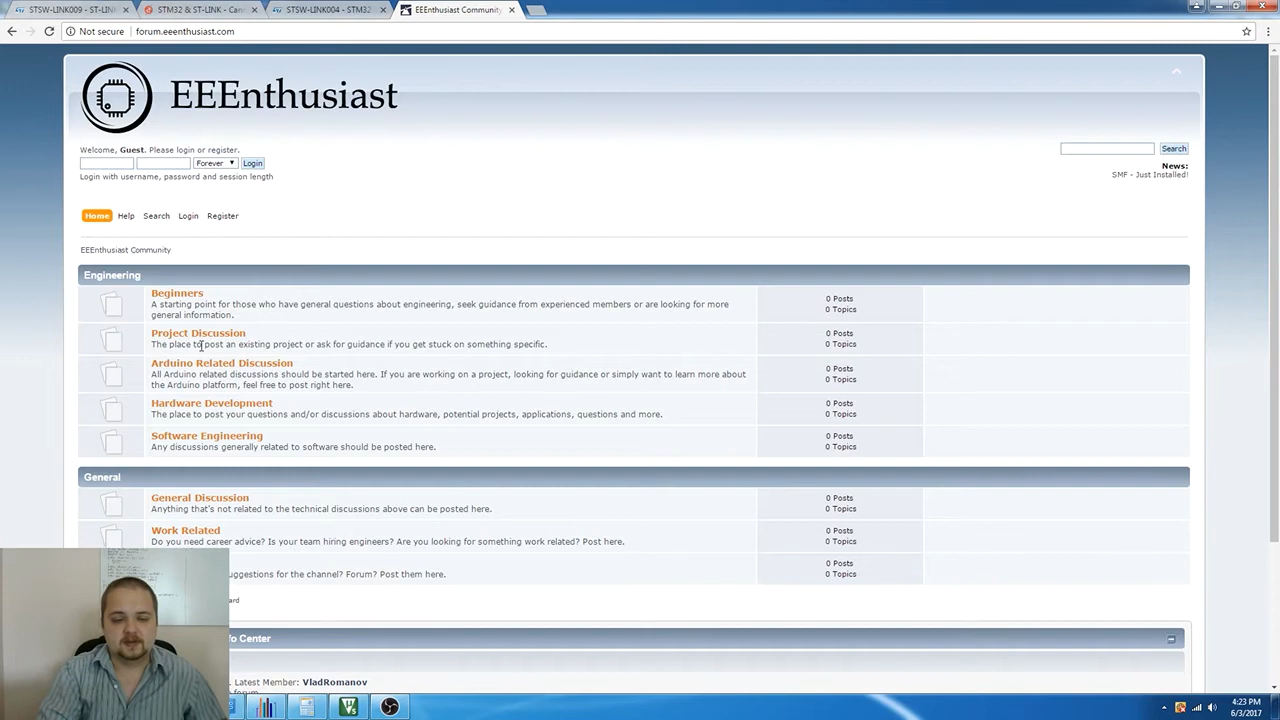 STSW-LINK009 - ST-LIN
STM32 & ST-LINK - Can
STSW-LINK004 - STM32
EEEnthusiast Community
Not secure
forum.eeenthusiast.com
EEEnthusiast
Welcome, Guest. Please login or register.
Forever
Login
Search
Login with username, password and session length
News:
SMF - Just Installed!
Home
Help
Search
Login
Register
EEEnthusiast Community
Engineering
Beginners
A starting point for those who have general questions about engineering, seek guidance from experienced members or are looking for more
general information.
0 Posts
0 Topics
Project Discussion
The place to post an existing project or ask for guidance if you get stuck on something specific.
0 Posts
0 Topics
Arduino Related Discussion
All Arduino related discussions should be started here. If you are working on a project, looking for guidance or simply want to learn more about
the Arduino platform, feel free to post right here.
0 Posts
0 Topics
Hardware Development
The place to post your questions and/or discussions about hardware, potential projects, applications, questions and more.
0 Posts
0 Topics
Software Engineering
Any discussions generally related to software should be posted here.
0 Posts
0 Topics
General
General Discussion
Anything that's not related to the technical discussions above can be posted here.
0 Posts
0 Topics
Work Related
Do you need career advice? Is your team hiring engineers? Are you looking for something work related? Post here.
0 Posts
0 Topics
uggestions for the channel? Forum? Post them here.
0 Posts
0 Topics
ard
fo Center
Latest Member: VladRomanov
4:23 PM
6/3/2017